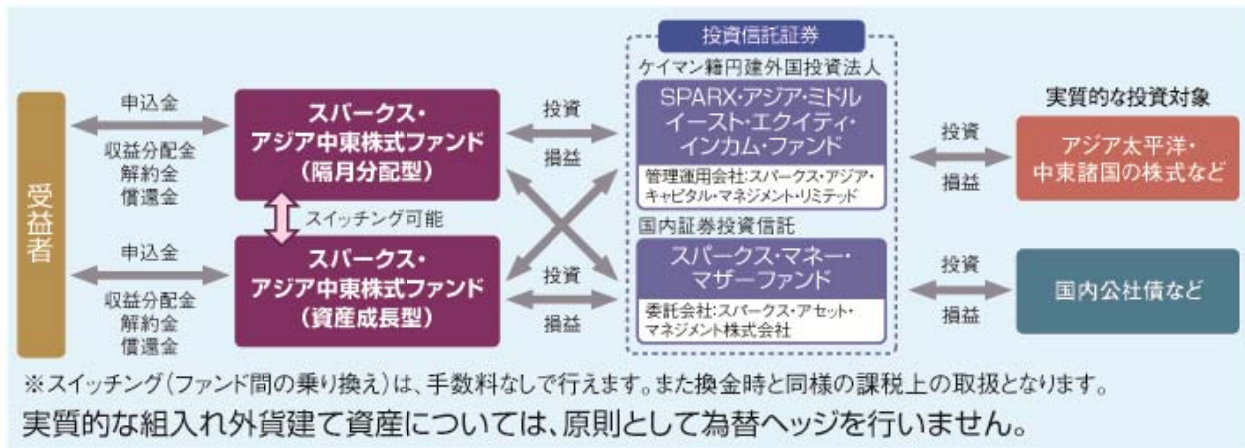 投資信託証券
ケイマン籍円建外国投資法人
受益者
申込金
収益分配金
解約金
償還金
スパークス・
アジア中東株式ファンド
(隔月分配型)
投資
損益
SPARX・アジア・ミドル
イースト・エクイティ・
インカム・ファンド
管理運用会社:スパークス・アジア・
キャピタル・マネジメント・リミテッド
投資
損益
実質的な投資対象
アジア太平洋・
中東諸国の株式など
スイッチング可能
国内証券投資信託
申込金
収益分配金
解約金
償還金
スパークス・
アジア中東株式ファンド
(資産成長型)
投資
損益
スパークス・マネー・
マザーファンド
委託会社:スパークス・アセット・
マネジメント株式会社
投資
損益
国内公社債など
※スイッチング(ファンド間の乗り換え)は、手数料なしで行えます。また換金時と同様の課税上の取扱となります。
実質的な組入れ外貨建て資産については、原則として為替ヘッジを行いません。